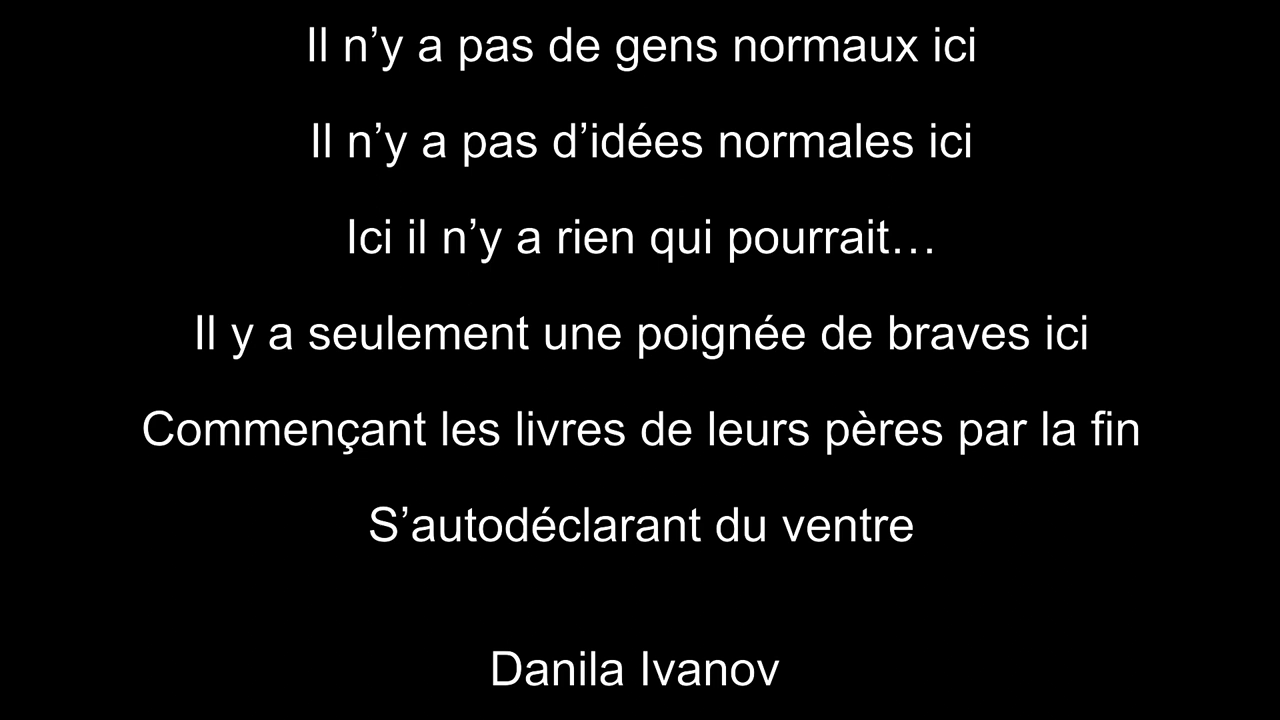 Il n’y a pas de gens normaux ici
Il n’y a pas d’idées normales ici
Ici il n’y a rien qui pourrait…
Il y a seulement une poignée de braves ici
Commençant les livres de leurs pères par la fin
S’autodéclarant du ventre
Danila Ivanov